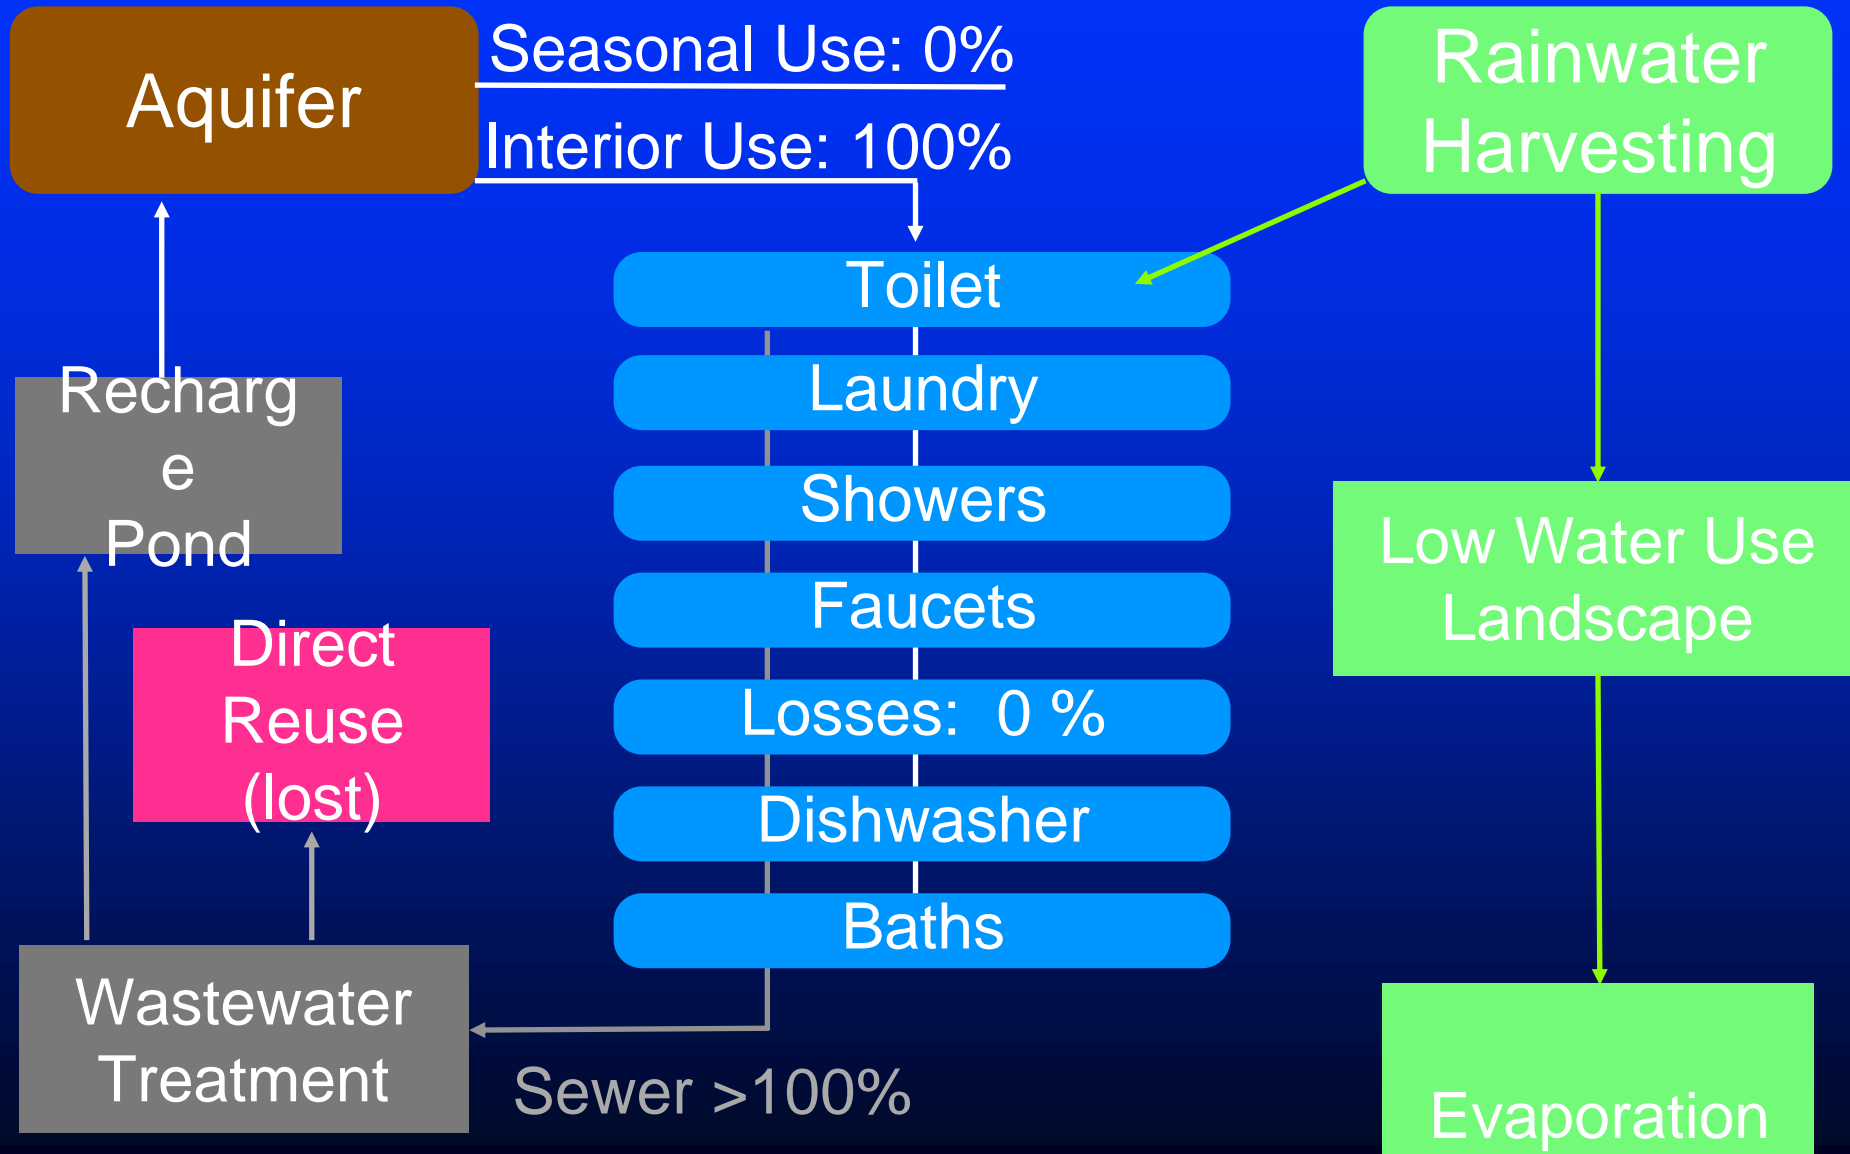 Aquifer
Seasonal Use: 0%
Interior Use: 100%
Rainwater
Harvesting
Toilet
Laundry
Showers
Faucets
Losses:  0 %
Dishwasher
Baths
Recharg
e
Pond
Direct
Reuse
(lost)
Wastewater
Treatment
Sewer >100%
Low Water Use
Landscape
Evaporation